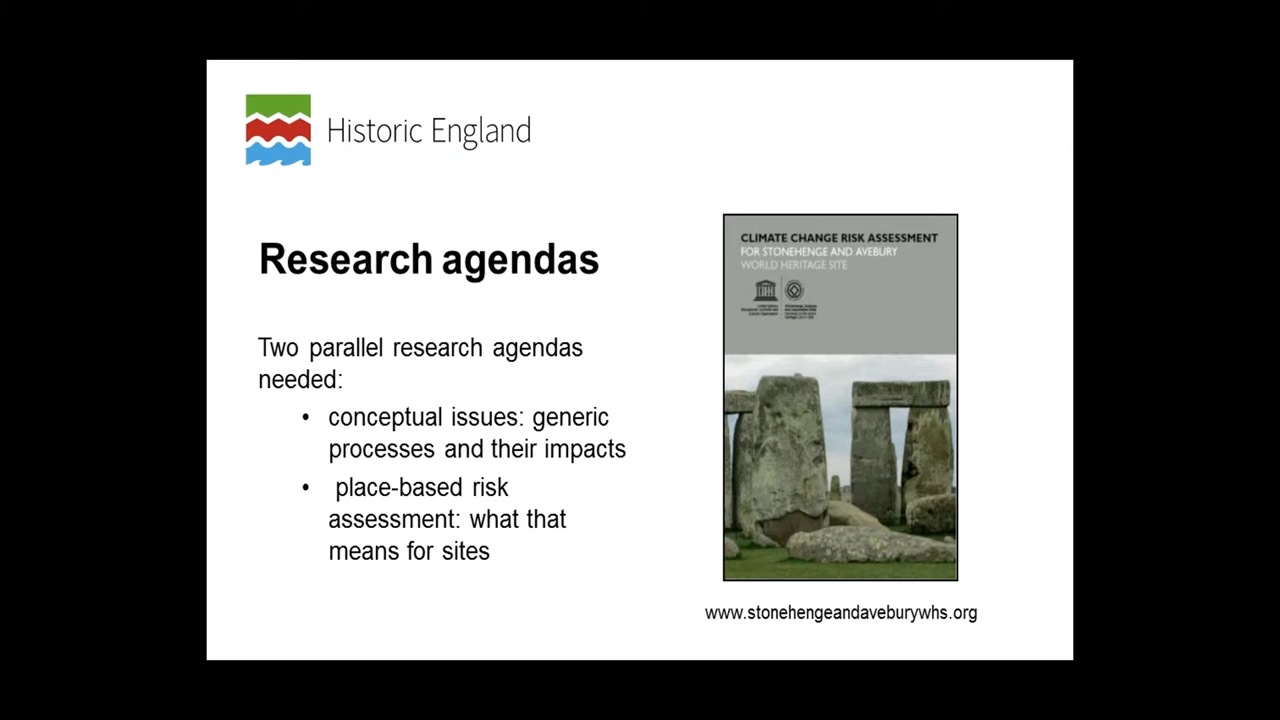 Historic England
Research agendas
Two parallel research agendas
needed:
• conceptual issues: generic
processes and their impacts
• place-based risk
assessment: what that
means for sites
CLIMATE CHANGE RISK ASSESSMENT
FOR STONEHENGE AND AVEBURY
WORLD HERITAGE SITE
www.stonehengeandaveburywhs.org